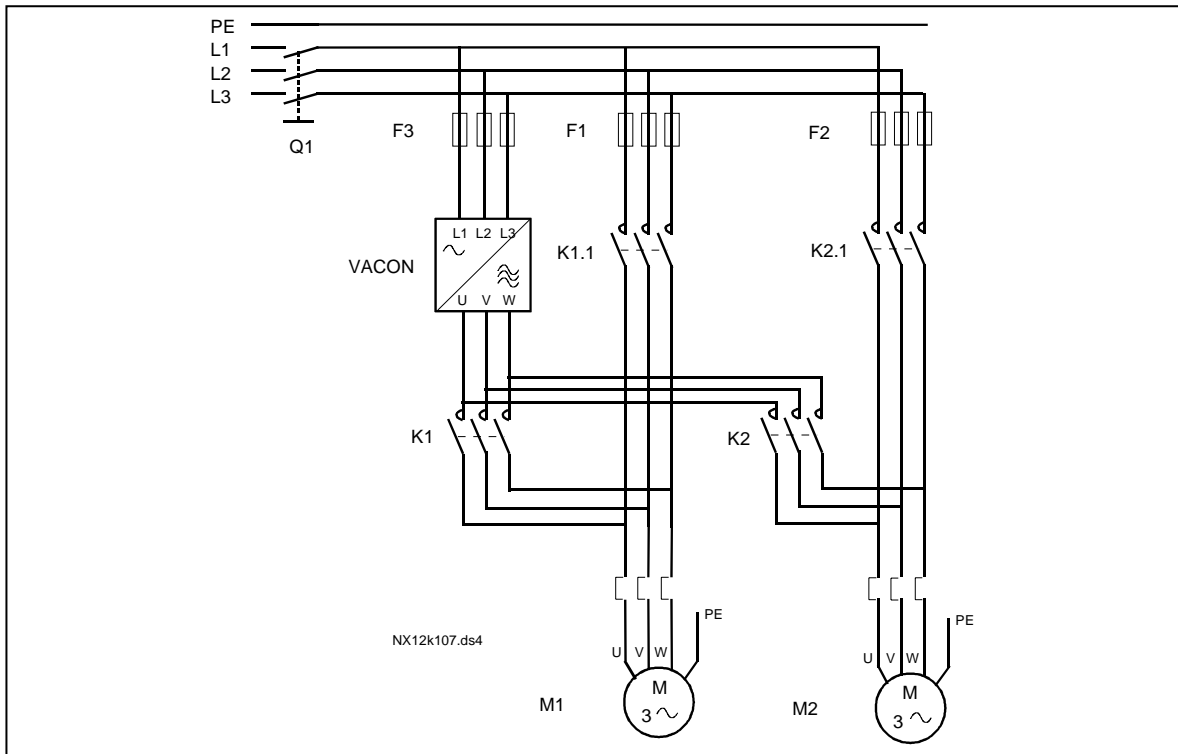 PE
L1
L2
L3
Q1
F3
F1
F2
L1 L2 L3
VACON
U V W
K1.1
K2.1
K1
K2
NX12k107.ds4
PE
PE
U V W
U V W
M1
M
3
M2
M
3